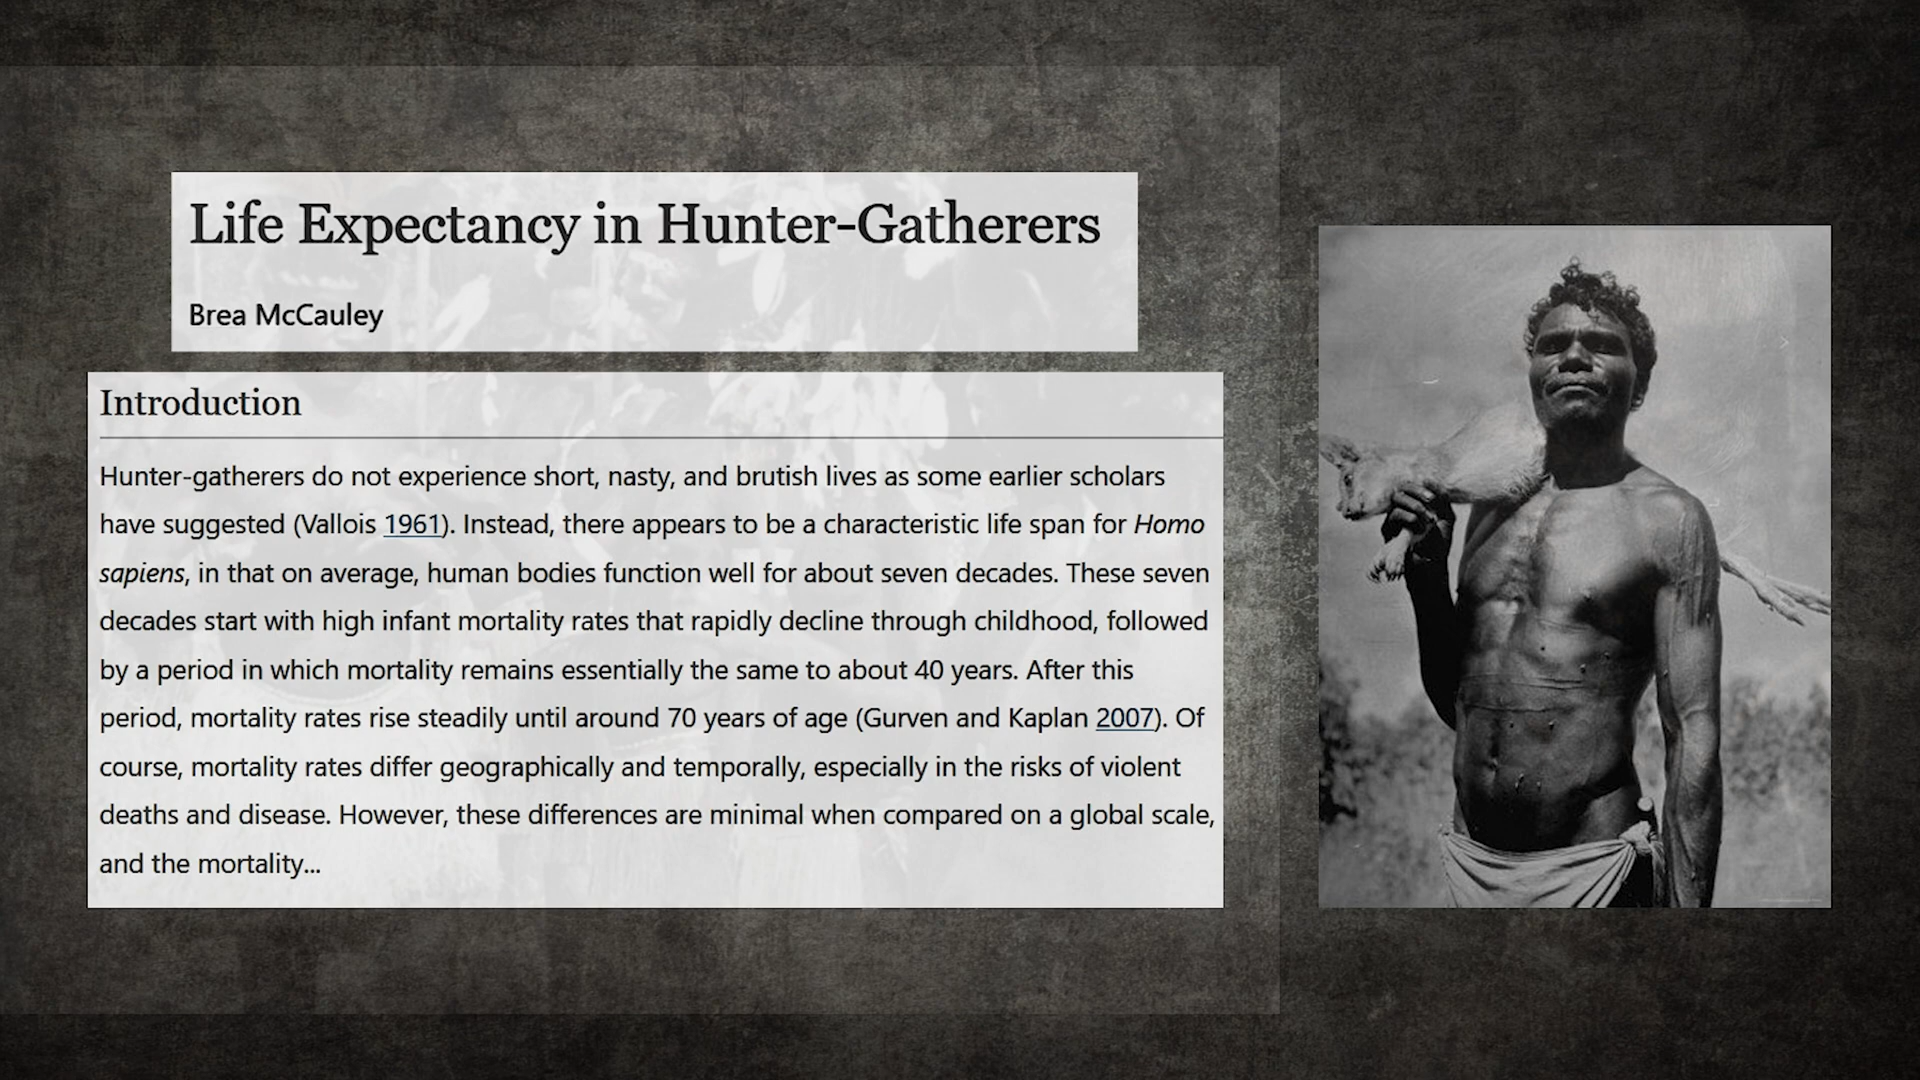 Life Expectancy in Hunter-Gatherers
Brea McCauley
Introduction
Hunter-gatherers do not experience short, nasty, and brutish lives as some earlier scholars
have suggested (Vallois 1961). Instead, there appears to be a characteristic life span for Homo
sapiens, in that on average, human bodies function well for about seven decades. These seven
decades start with high infant mortality rates that rapidly decline through childhood, followed
by a period in which mortality remains essentially the same to about 40 years. After this
period, mortality rates rise steadily until around 70 years of age (Gurven and Kaplan 2007). Of
course, mortality rates differ geographically and temporally, especially in the risks of violent
deaths and disease. However, these differences are minimal when compared on a global scale,
and the mortality...